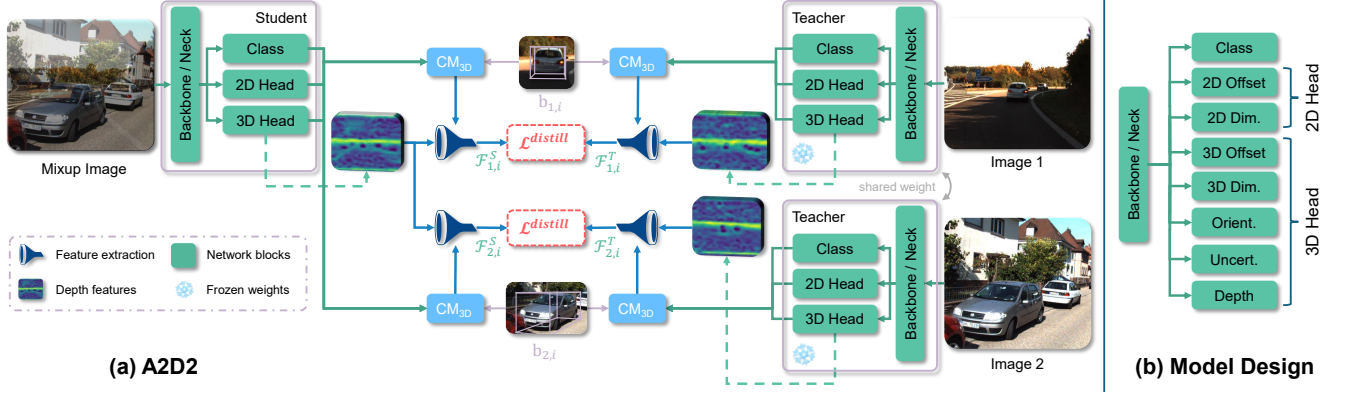 Student
Backbone / Neck
Class
2D Head
3D Head
Mixup Image
CM3D
b1,i
CM3D
Teacher
Class
2D Head
3D Head
Backbone / Neck
Image 1
F^S_1,i
L^distill
F^T_1,i
shared weight
F^S_2,i
L^distill
F^T_2,i
Teacher
Class
2D Head
3D Head
Backbone / Neck
Image 2
CM3D
b2,i
CM3D
Feature extraction
Network blocks
Depth features
Frozen weights
(a) A2D2
Backbone / Neck
Class
2D Offset
2D Dim.
3D Offset
3D Dim.
Orient.
Uncert.
Depth
2D Head
3D Head
(b) Model Design